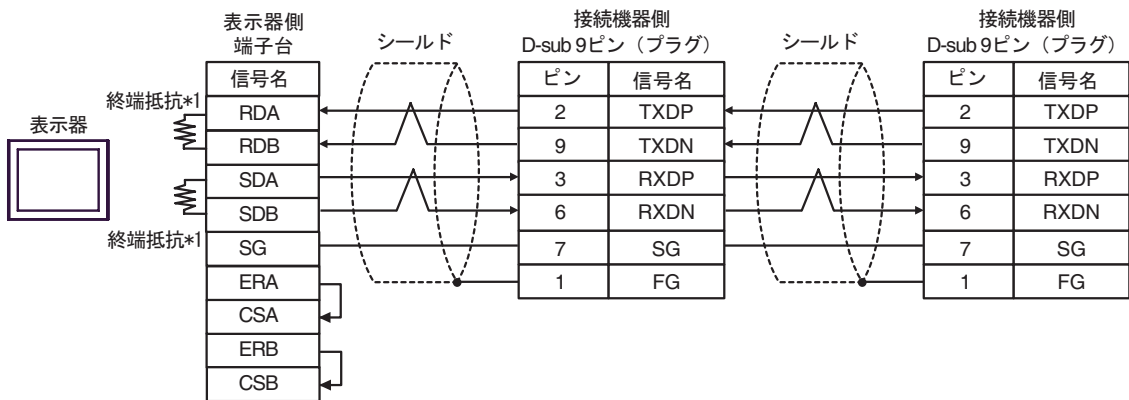 表示器
終端抵抗*1
終端抵抗*1
表示器側
端子台
信号名
RDA
RDB
SDA
SDB
SG
ERA
CSA
ERB
CSB
シールド
接続機器側
D-sub 9ピン（プラグ）
ピン 信号名
2 TXDP
9 TXDN
3 RXDP
6 RXDN
7 SG
1 FG
シールド
接続機器側
D-sub 9ピン（プラグ）
ピン 信号名
2 TXDP
9 TXDN
3 RXDP
6 RXDN
7 SG
1 FG